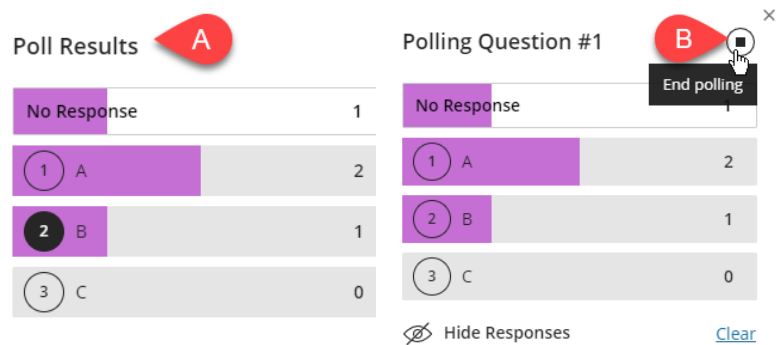 Poll Results
A
No Response 1
1 A 2
2 B 1
3 C 0
Polling Question #1
B
End polling
No Response 1
1 A 2
2 B 1
3 C 0
Hide Responses
Clear